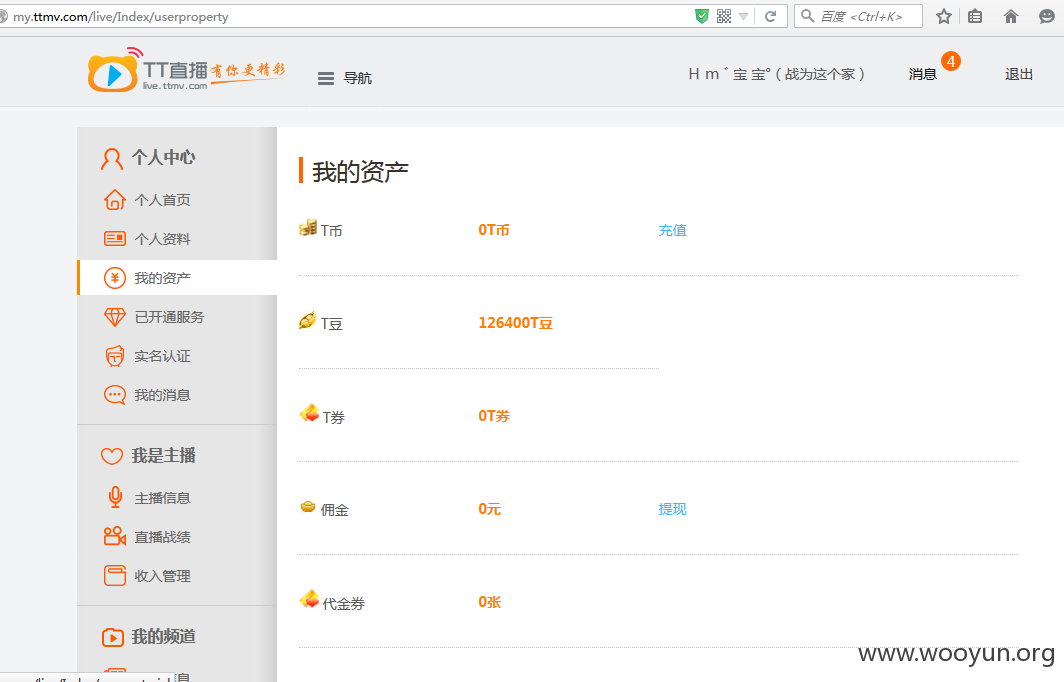 my.ttmv.com/live/Index/userproperty
百度 <Ctrl+K>
TT直播 有你更精彩
live.ttmv.com
导航
Hm゛宝宝°(战为这个家)
消息 4
退出
个人中心
个人首页
个人资料
我的资产
已开通服务
实名认证
我的消息
我是主播
主播信息
直播战绩
收入管理
我的频道
我的资产
T币 0T币 充值
T豆 126400T豆
T券 0T券
佣金 0元 提现
代金券 0张
www.wooyun.org